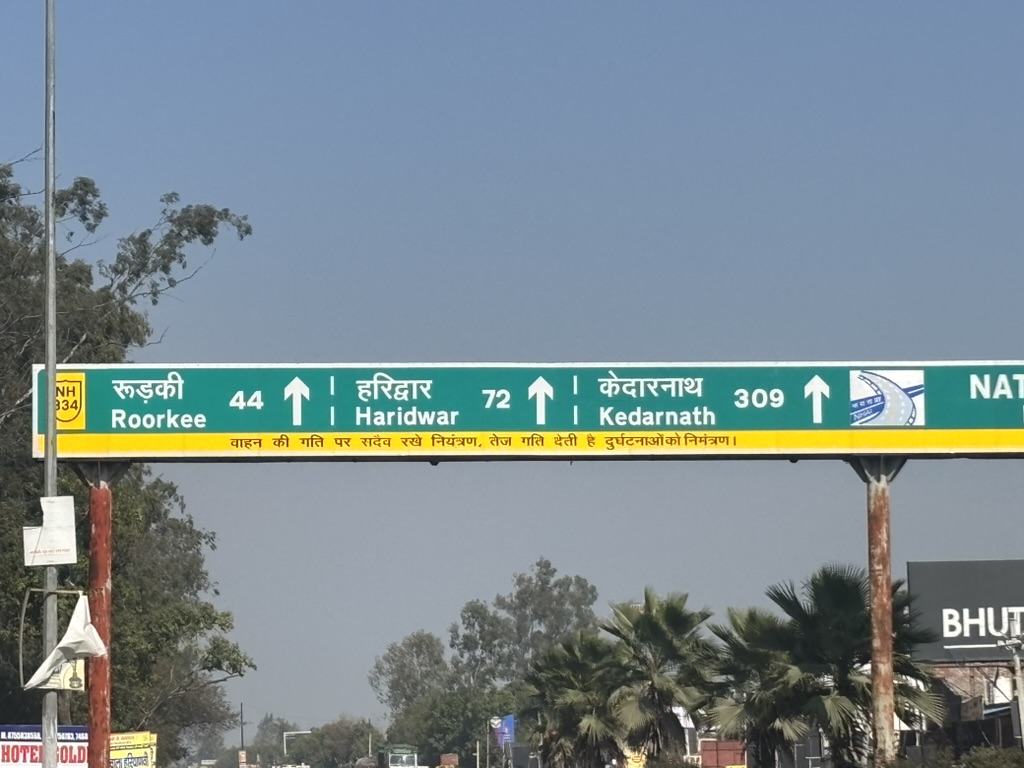 NH
334
रूड़की
Roorkee
44
हरिद्वार
Haridwar
72
केदारनाथ
Kedarnath
309
NHAI
NAT
वाहन की गति पर सदैव रखे नियंत्रण, तेज गति देती है दुर्घटनाओं को निमंत्रण।
BHUT
HOTEL GOLD